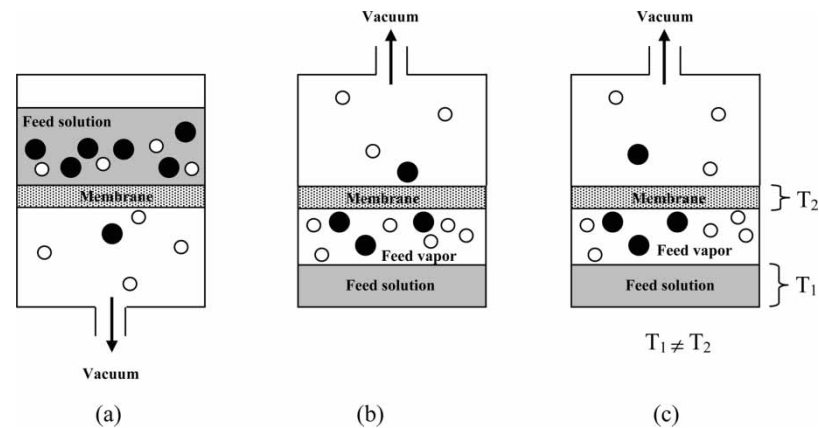 Vacuum
Vacuum
Feed solution
Membrane
Membrane
Membrane
T2
Feed vapor
Feed vapor
Feed solution
Feed solution
T1
T1 ≠ T2
Vacuum
(a)
(b)
(c)